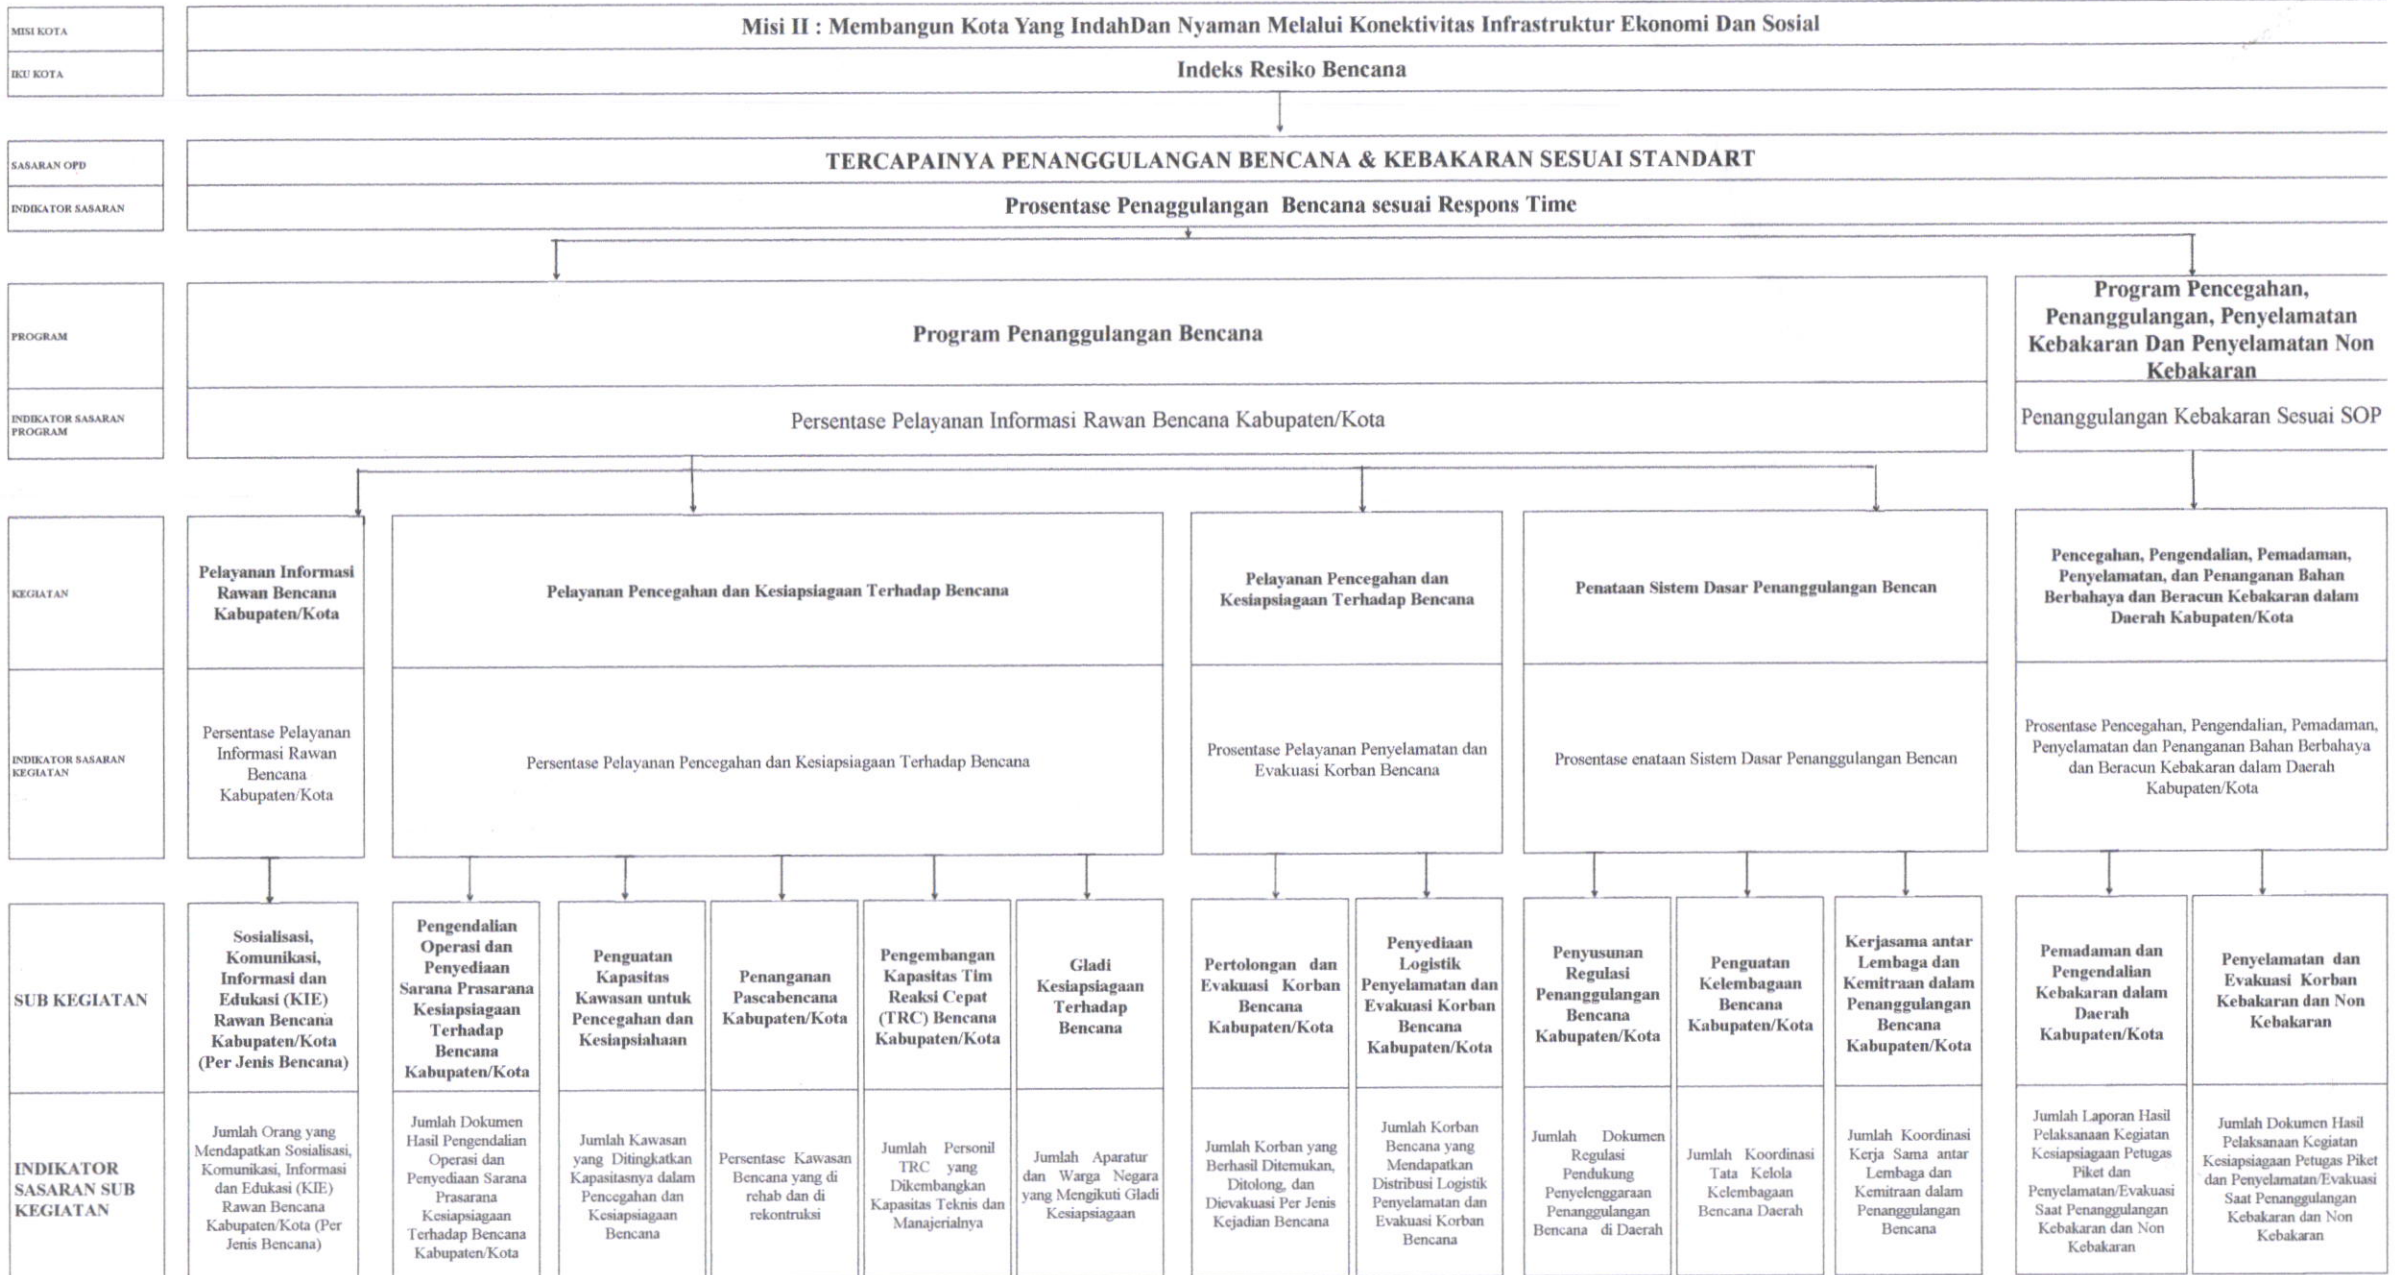 MISI KOTA
Misi II : Membangun Kota Yang IndahDan Nyaman Melalui Konektivitas Infrastruktur Ekonomi Dan Sosial
IKU KOTA
Indeks Resiko Bencana
SASARAN OPD
TERCAPAINYA PENANGGULANGAN BENCANA & KEBAKARAN SESUAI STANDART
INDIKATOR SASARAN
Prosentase Penaggulangan Bencana sesuai Respons Time
PROGRAM
Program Penanggulangan Bencana
Program Pencegahan,
Penanggulangan, Penyelamatan
Kebakaran Dan Penyelamatan Non
Kebakaran
INDIKATOR SASARAN
PROGRAM
Persentase Pelayanan Informasi Rawan Bencana Kabupaten/Kota
Penanggulangan Kebakaran Sesuai SOP
KEGIATAN
Pelayanan Informasi
Rawan Bencana
Kabupaten/Kota
Pelayanan Pencegahan dan Kesiapsiagaan Terhadap Bencana
Pelayanan Pencegahan dan
Kesiapsiagaan Terhadap Bencana
Penataan Sistem Dasar Penanggulangan Bencan
Pencegahan, Pengendalian, Pemadaman,
Penyelamatan, dan Penanganan Bahan
Berbahaya dan Beracun Kebakaran dalam
Daerah Kabupaten/Kota
INDIKATOR SASARAN
KEGIATAN
Persentase Pelayanan
Informasi Rawan
Bencana
Kabupaten/Kota
Persentase Pelayanan Pencegahan dan Kesiapsiagaan Terhadap Bencana
Prosentase Pelayanan Penyelamatan dan
Evakuasi Korban Bencana
Prosentase enataan Sistem Dasar Penanggulangan Bencan
Prosentase Pencegahan, Pengendalian, Pemadaman,
Penyelamatan dan Penanganan Bahan Berbahaya
dan Beracun Kebakaran dalam Daerah
Kabupaten/Kota
SUB KEGIATAN
Sosialisasi,
Komunikasi,
Informasi dan
Edukasi (KIE)
Rawan Bencana
Kabupaten/Kota
(Per Jenis Bencana)
Pengendalian
Operasi dan
Penyediaan
Sarana Prasarana
Kesiapsiagaan
Terhadap
Bencana
Kabupaten/Kota
Penguatan
Kapasitas
Kawasan untuk
Pencegahan dan
Kesiapsiahaan
Penanganan
Pascabencana
Kabupaten/Kota
Pengembangan
Kapasitas Tim
Reaksi Cepat
(TRC) Bencana
Kabupaten/Kota
Gladi
Kesiapsiagaan
Terhadap
Bencana
Pertolongan dan
Evakuasi Korban
Bencana
Kabupaten/Kota
Penyediaan
Logistik
Penyelamatan dan
Evakuasi Korban
Bencana
Kabupaten/Kota
Penyusunan
Regulasi
Penanggulangan
Bencana
Kabupaten/Kota
Penguatan
Kelembagaan
Bencana
Kabupaten/Kota
Kerjasama antar
Lembaga dan
Kemitraan dalam
Penanggulangan
Bencana
Kabupaten/Kota
Pemadaman dan
Pengendalian
Kebakaran dalam
Daerah
Kabupaten/Kota
Penyelamatan dan
Evakuasi Korban
Kebakaran dan Non
Kebakaran
INDIKATOR
SASARAN SUB
KEGIATAN
Jumlah Orang yang
Mendapatkan Sosialisasi,
Komunikasi, Informasi
dan Edukasi (KIE)
Rawan Bencana
Kabupaten/Kota (Per
Jenis Bencana)
Jumlah Dokumen
Hasil Pengendalian
Operasi dan
Penyediaan Sarana
Prasarana
Kesiapsiagaan
Terhadap Bencana
Kabupaten/Kota
Jumlah Kawasan
yang Ditingkatkan
Kapasitasnya dalam
Pencegahan dan
Kesiapsiagaan
Bencana
Persentase Kawasan
Bencana yang di
rehab dan di
rekontruksi
Jumlah Personil
TRC yang
Dikembangkan
Kapasitas Teknis dan
Manajerialnya
Jumlah Aparatur
dan Warga Negara
yang Mengikuti Gladi
Kesiapsiagaan
Jumlah Korban yang
Berhasil Ditemukan,
Ditolong, dan
Dievakuasi Per Jenis
Kejadian Bencana
Jumlah Korban
Bencana yang
Mendapatkan
Distribusi Logistik
Penyelamatan dan
Evakuasi Korban
Bencana
Jumlah Dokumen
Regulasi
Pendukung
Penyelenggaraan
Penanggulangan
Bencana di Daerah
Jumlah Koordinasi
Tata Kelola
Kelembagaan
Bencana Daerah
Jumlah Koordinasi
Kerja Sama antar
Lembaga dan
Kemitraan dalam
Penanggulangan
Bencana
Jumlah Laporan Hasil
Pelaksanaan Kegiatan
Kesiapsiagaan Petugas
Piket dan
Penyelamatan/Evakuasi
Saat Penanggulangan
Kebakaran dan Non
Kebakaran
Jumlah Dokumen Hasil
Pelaksanaan Kegiatan
Kesiapsiagaan Petugas Piket
dan Penyelamatan/Evakuasi
Saat Penanggulangan
Kebakaran dan Non
Kebakaran